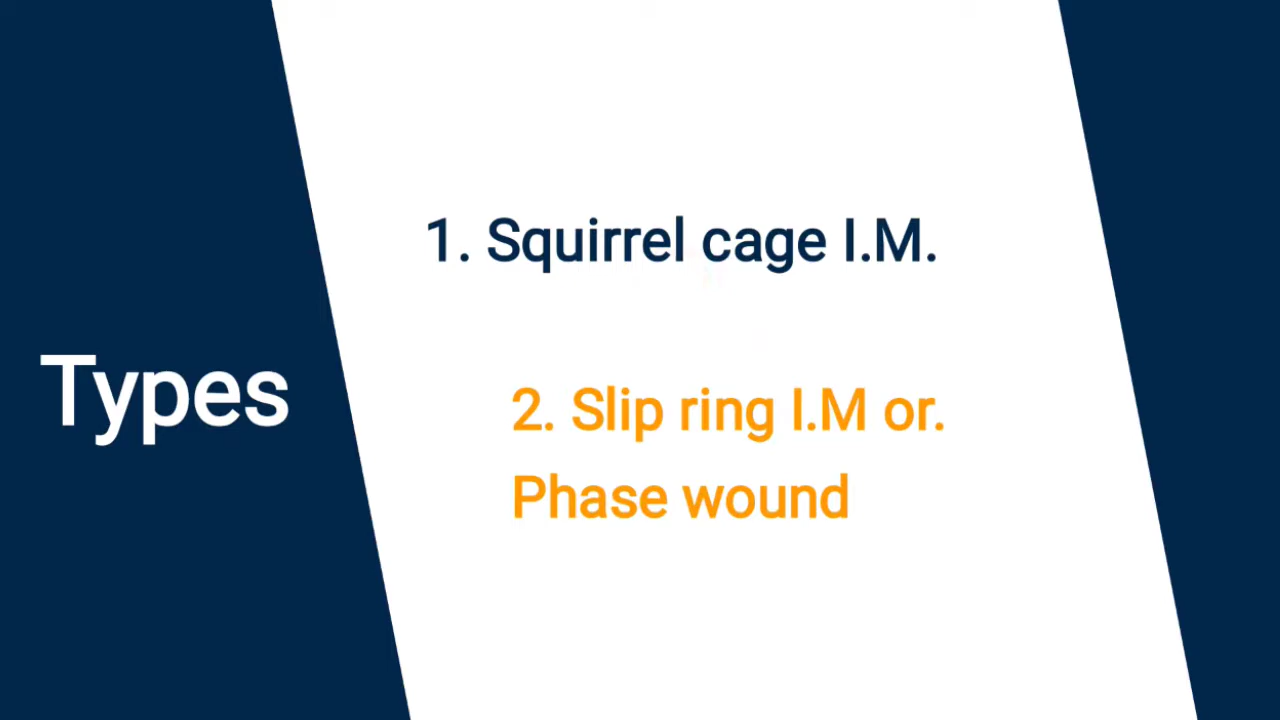 Types
1. Squirrel cage I.M.
2. Slip ring I.M or.
Phase wound